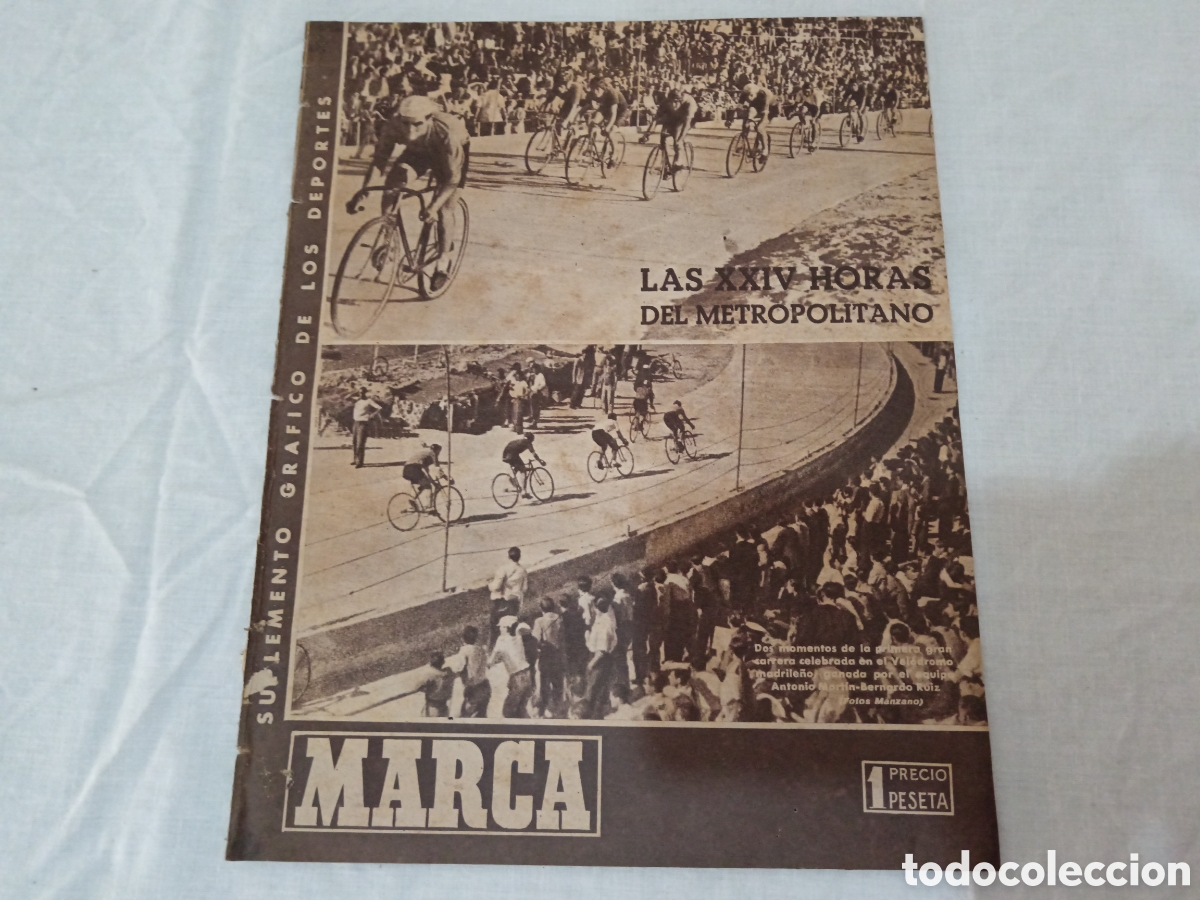 SUPLEMENTO GRAFICO DE LOS DEPORTES
LAS XXIV HORAS
DEL METROPOLITANO
Dos momentos de la primera gran
carrera celebrada en el Velódromo
madrileño, ganada por el equipo
Antonio Martín-Bernardo Ruiz
(Fotos Manzano)
MARCA
1 PRECIO
PESETA
todocoleccion